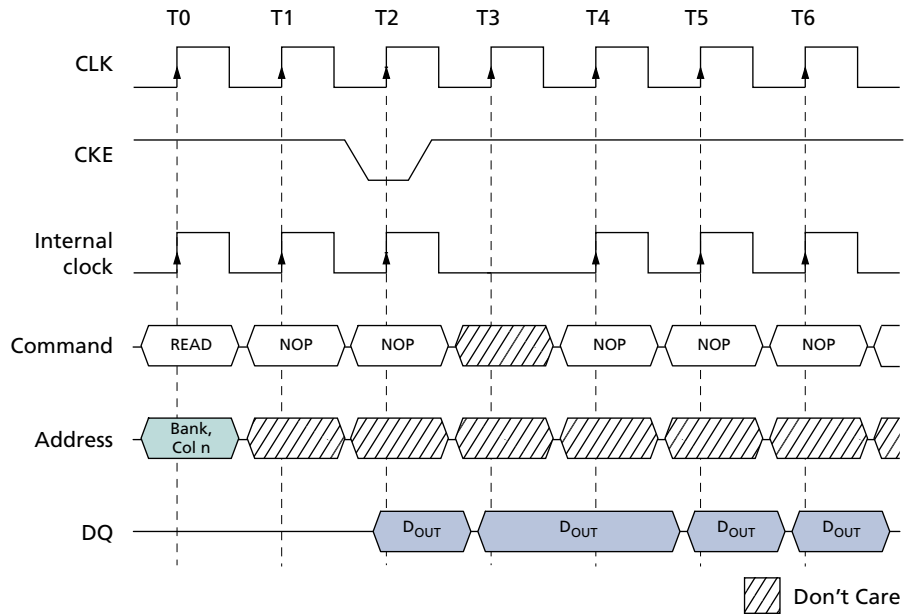 T0 T1 T2 T3 T4 T5 T6
CLK
CKE
Internal
clock
Command READ NOP NOP NOP NOP NOP
Address Bank,
Col n
DQ DOUT DOUT DOUT DOUT
Don't Care